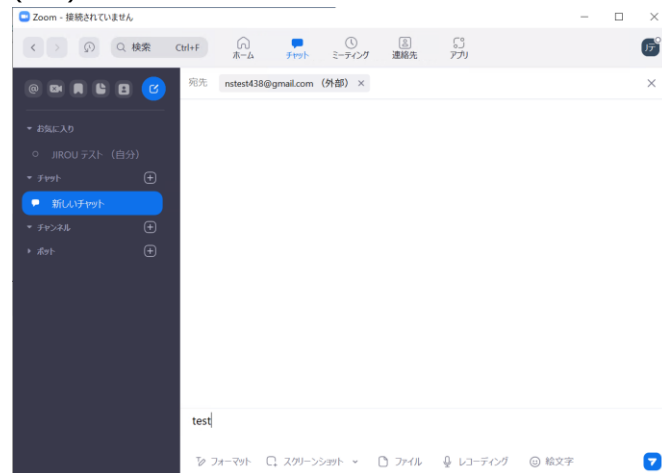 Zoom - 接続されていません
検索 Ctrl+F
ホーム
チャット
ミーティング
連絡先
アプリ
JT
宛先 nstest438@gmail.com （外部） ×
お気に入り
JIROU テスト （自分）
チャット
新しいチャット
チャンネル
ボット
test
フォーマット スクリーンショット ファイル レコーディング 絵文字